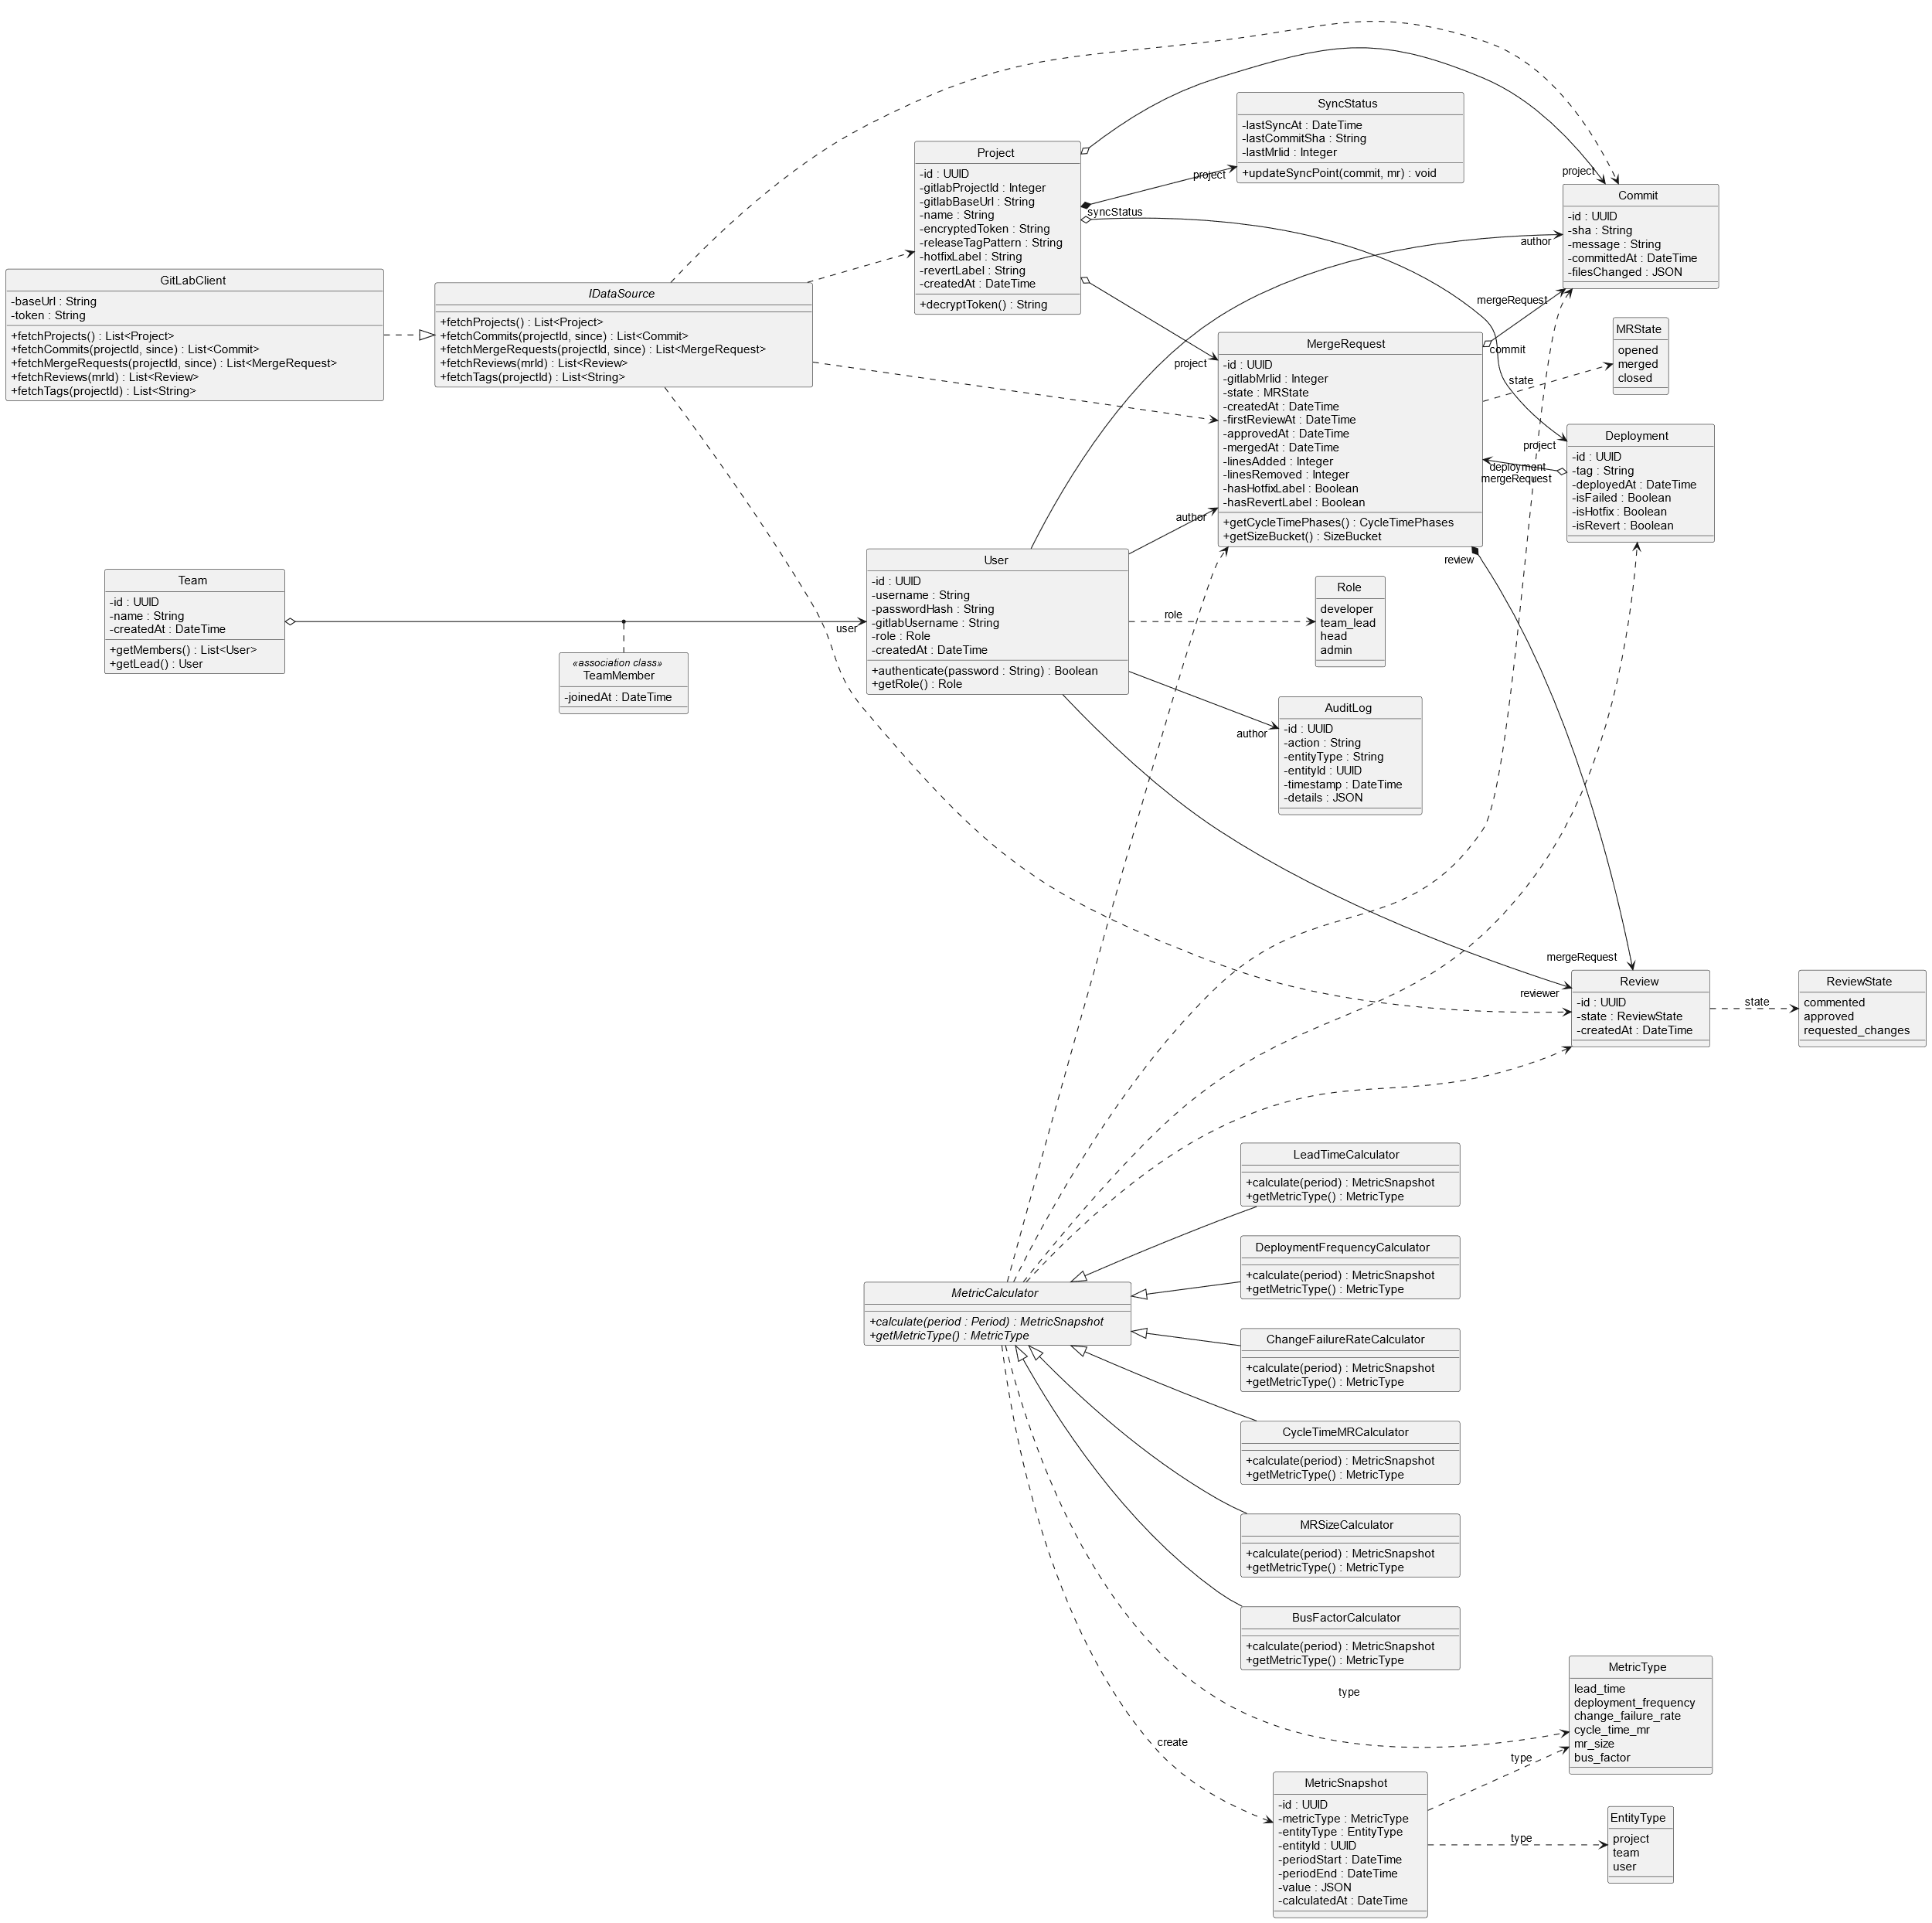 GitLabClient
-baseUrl : String
-token : String
+fetchProjects() : List<Project>
+fetchCommits(projectId, since) : List<Commit>
+fetchMergeRequests(projectId, since) : List<MergeRequest>
+fetchReviews(mrId) : List<Review>
+fetchTags(projectId) : List<String>
IDataSource
+fetchProjects() : List<Project>
+fetchCommits(projectId, since) : List<Commit>
+fetchMergeRequests(projectId, since) : List<MergeRequest>
+fetchReviews(mrId) : List<Review>
+fetchTags(projectId) : List<String>
Project
-id : UUID
-gitlabProjectId : Integer
-gitlabBaseUrl : String
-name : String
-encryptedToken : String
-releaseTagPattern : String
-hotfixLabel : String
-revertLabel : String
-createdAt : DateTime
+decryptToken() : String
SyncStatus
-lastSyncAt : DateTime
-lastCommitSha : String
-lastMrIid : Integer
+updateSyncPoint(commit, mr) : void
project
syncStatus
project
Commit
-id : UUID
-sha : String
-message : String
-committedAt : DateTime
-filesChanged : JSON
author
mergeRequest
commit
MergeRequest
-id : UUID
-gitlabMrIid : Integer
-state : MRState
-createdAt : DateTime
-firstReviewAt : DateTime
-approvedAt : DateTime
-mergedAt : DateTime
-linesAdded : Integer
-linesRemoved : Integer
-hasHotfixLabel : Boolean
-hasRevertLabel : Boolean
+getCycleTimePhases() : CycleTimePhases
+getSizeBucket() : SizeBucket
project
author
MRState
opened
merged
closed
state
Deployment
-id : UUID
-tag : String
-deployedAt : DateTime
-isFailed : Boolean
-isHotfix : Boolean
-isRevert : Boolean
project
deployment
mergeRequest
review
Team
-id : UUID
-name : String
-createdAt : DateTime
+getMembers() : List<User>
+getLead() : User
«association class»
TeamMember
-joinedAt : DateTime
user
User
-id : UUID
-username : String
-passwordHash : String
-gitlabUsername : String
-role : Role
-createdAt : DateTime
+authenticate(password : String) : Boolean
+getRole() : Role
role
Role
developer
team_lead
head
admin
author
AuditLog
-id : UUID
-action : String
-entityType : String
-entityId : UUID
-timestamp : DateTime
-details : JSON
mergeRequest
reviewer
Review
-id : UUID
-state : ReviewState
-createdAt : DateTime
state
ReviewState
commented
approved
requested_changes
MetricCalculator
+calculate(period : Period) : MetricSnapshot
+getMetricType() : MetricType
LeadTimeCalculator
+calculate(period) : MetricSnapshot
+getMetricType() : MetricType
DeploymentFrequencyCalculator
+calculate(period) : MetricSnapshot
+getMetricType() : MetricType
ChangeFailureRateCalculator
+calculate(period) : MetricSnapshot
+getMetricType() : MetricType
CycleTimeMRCalculator
+calculate(period) : MetricSnapshot
+getMetricType() : MetricType
MRSizeCalculator
+calculate(period) : MetricSnapshot
+getMetricType() : MetricType
BusFactorCalculator
+calculate(period) : MetricSnapshot
+getMetricType() : MetricType
type
create
MetricType
lead_time
deployment_frequency
change_failure_rate
cycle_time_mr
mr_size
bus_factor
type
MetricSnapshot
-id : UUID
-metricType : MetricType
-entityType : EntityType
-entityId : UUID
-periodStart : DateTime
-periodEnd : DateTime
-value : JSON
-calculatedAt : DateTime
type
EntityType
project
team
user